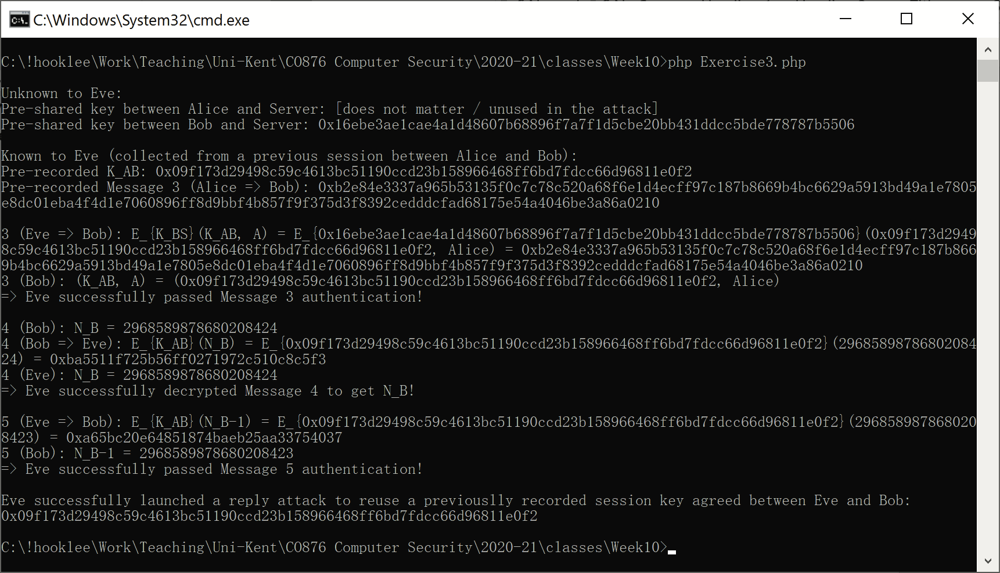 C:\Windows\System32\cmd.exe
C:\!hooklee\Work\Teaching\Uni-Kent\CO876 Computer Security\2020-21\classes\Week10>php Exercise3.php
Unknown to Eve:
Pre-shared key between Alice and Server: [does not matter / unused in the attack]
Pre-shared key between Bob and Server: 0x16ebe3ae1cae4a1d48607b68896f7a7f1d5cbe20bb431ddcc5bde778787b5506
Known to Eve (collected from a previous session between Alice and Bob):
Pre-recorded K_AB: 0x09f173d29498c59c4613bc51190ccd23b158966468ff6bd7fdcc66d96811e0f2
Pre-recorded Message 3 (Alice => Bob): 0xb2e84e3337a965b53135f0c7c78c520a68f6e1d4ecff97c187b8669b4bc6629a5913bd49a1e7805
e8dc01eba4f4d1e7060896ff8d9bbf4b857f9f375d3f8392cedddcfad68175e54a4046be3a86a0210
3 (Eve => Bob): E_{K_BS}(K_AB, A) = E_{0x16ebe3ae1cae4a1d48607b68896f7a7f1d5cbe20bb431ddcc5bde778787b5506}(0x09f173d2949
8c59c4613bc51190ccd23b158966468ff6bd7fdcc66d96811e0f2, Alice) = 0xb2e84e3337a965b53135f0c7c78c520a68f6e1d4ecff97c187b866
9b4bc6629a5913bd49a1e7805e8dc01eba4f4d1e7060896ff8d9bbf4b857f9f375d3f8392cedddcfad68175e54a4046be3a86a0210
3 (Bob): (K_AB, A) = (0x09f173d29498c59c4613bc51190ccd23b158966468ff6bd7fdcc66d96811e0f2, Alice)
=> Eve successfully passed Message 3 authentication!
4 (Bob): N_B = 2968589878680208424
4 (Bob => Eve): E_{K_AB}(N_B) = E_{0x09f173d29498c59c4613bc51190ccd23b158966468ff6bd7fdcc66d96811e0f2}(29685898786802084
24) = 0xba5511f725b56ff0271972c510c8c5f3
4 (Eve): N_B = 2968589878680208424
=> Eve successfully decrypted Message 4 to get N_B!
5 (Eve => Bob): E_{K_AB}(N_B-1) = E_{0x09f173d29498c59c4613bc51190ccd23b158966468ff6bd7fdcc66d96811e0f2}(296858987868020
8423) = 0xa65bc20e64851874baeb25aa33754037
5 (Bob): N_B-1 = 2968589878680208423
=> Eve successfully passed Message 5 authentication!
Eve successfully launched a reply attack to reuse a previouslly recorded session key agreed between Eve and Bob:
0x09f173d29498c59c4613bc51190ccd23b158966468ff6bd7fdcc66d96811e0f2
C:\!hooklee\Work\Teaching\Uni-Kent\CO876 Computer Security\2020-21\classes\Week10>